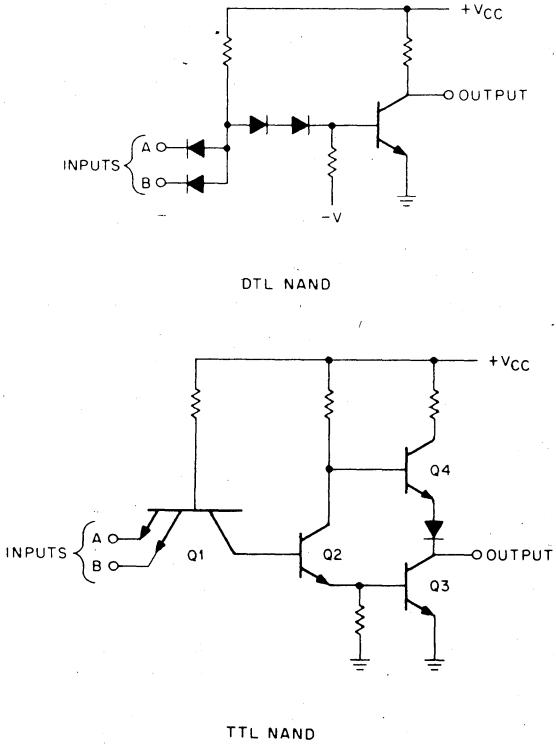 +VCC
OUTPUT
INPUTS
A
B
-V
DTL NAND
+VCC
Q4
INPUTS
A
B
Q1
Q2
OUTPUT
Q3
TTL NAND